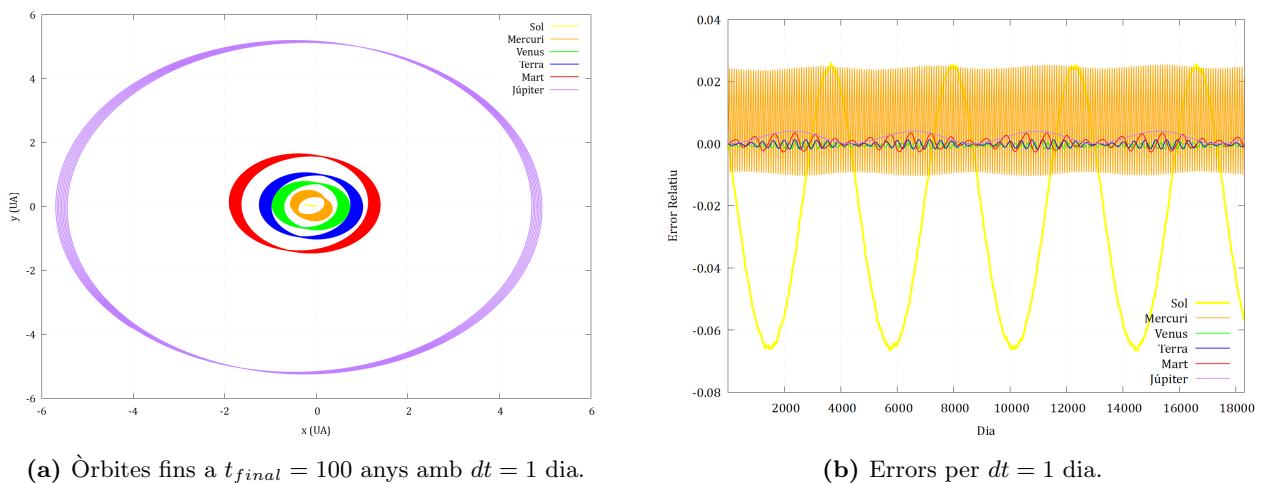 6
4
2
0
-2
-4
-6
y (UA)
-6
-4
-2
0
2
4
6
x (UA)
Sol
Mercuri
Venus
Terra
Mart
Júpiter
(a) Òrbites fins a t_{final} = 100 anys amb dt = 1 dia.
0.04
0.02
0.00
-0.02
-0.04
-0.06
-0.08
Error Relatiu
Sol
Mercuri
Venus
Terra
Mart
Júpiter
2000
4000
6000
8000
10000
12000
14000
16000
18000
Dia
(b) Errors per dt = 1 dia.